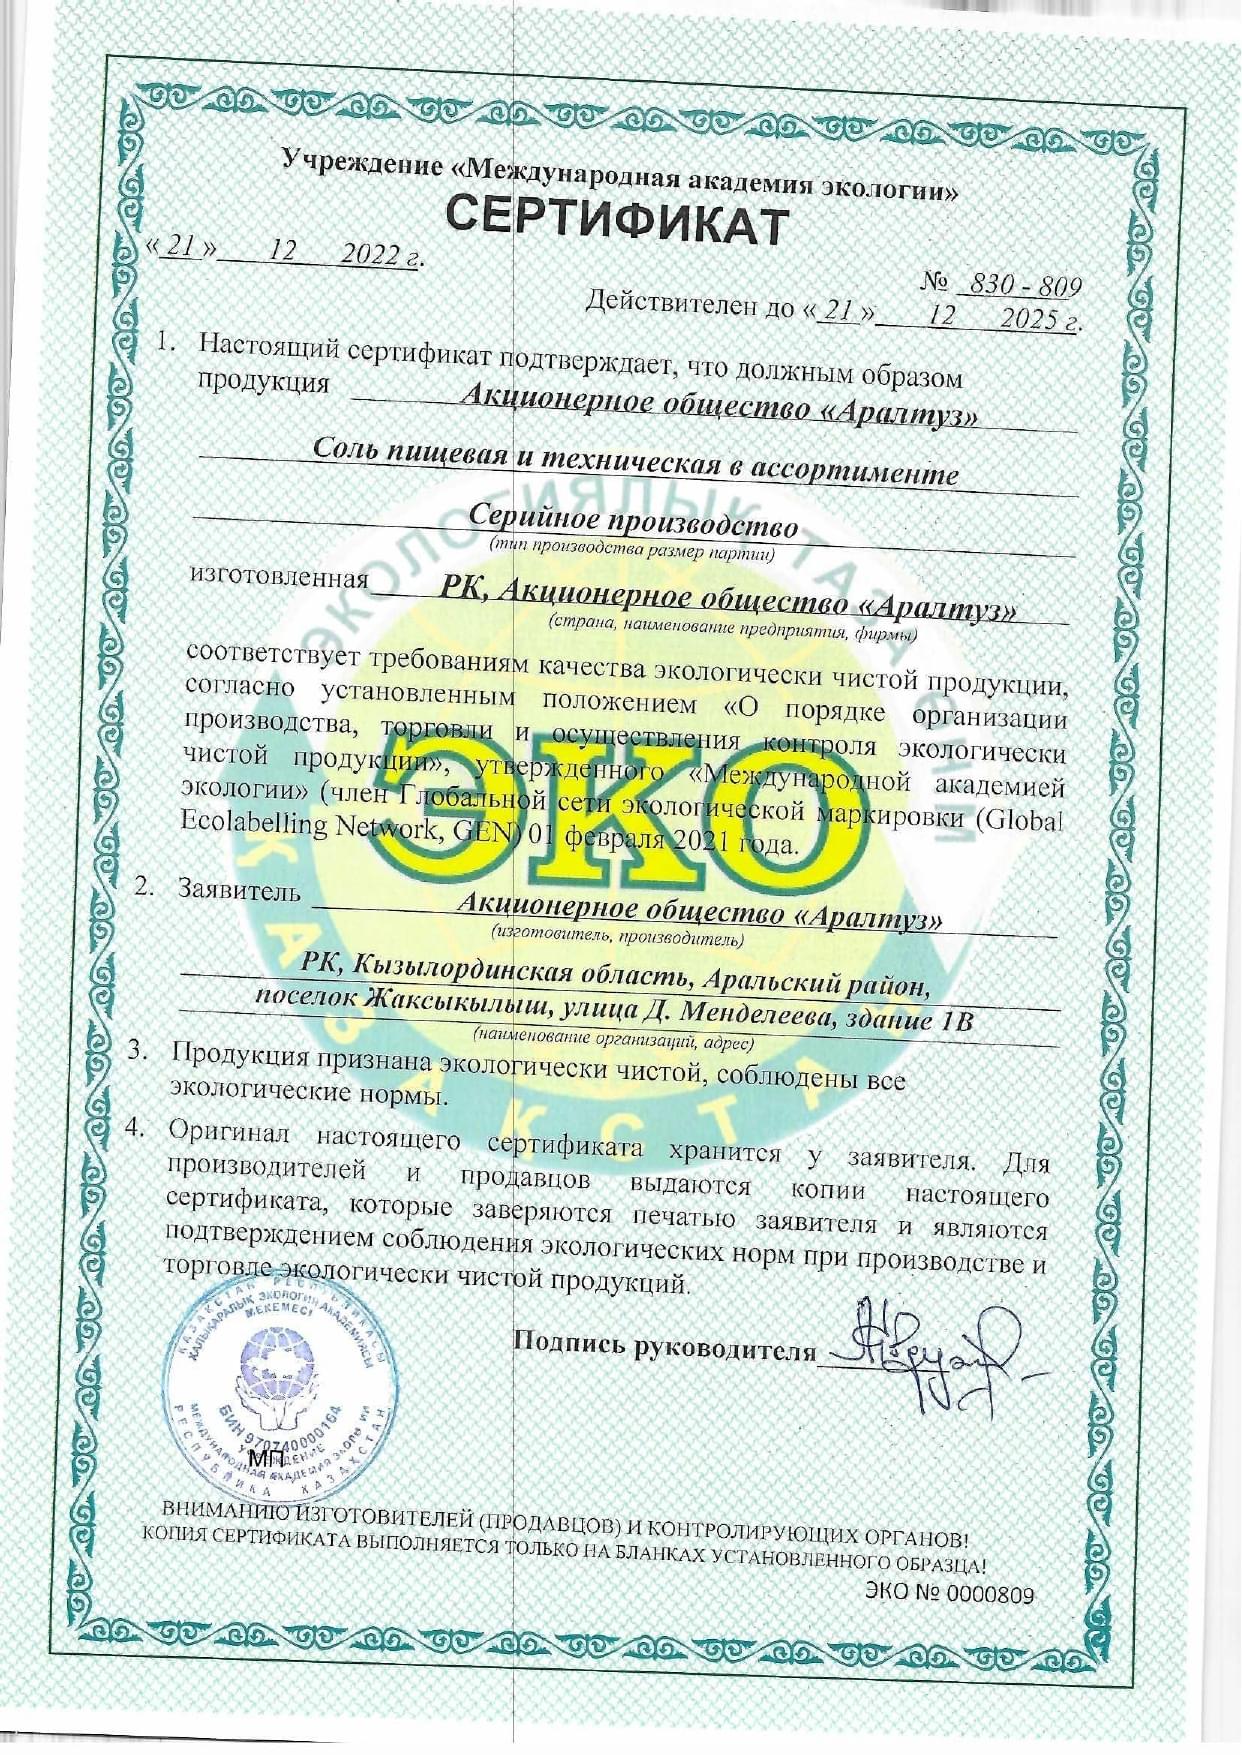 Учреждение «Международная академия экологии»
СЕРТИФИКАТ
«21» 12 2022 г.
№ 830 - 809
Действителен до «21» 12 2025 г.
1. Настоящий сертификат подтверждает, что должным образом
продукция Акционерное общество «Аралтуз»
Соль пищевая и техническая в ассортименте
Серийное производство
(тип производства размер партии)
изготовленная РК, Акционерное общество «Аралтуз»
(страна, наименование предприятия, фирмы)
соответствует требованиям качества экологически чистой продукции,
согласно установленным положением «О порядке организации
производства, торговли и осуществления контроля экологически
чистой продукции», утвержденного «Международной академией
экологии» (член Глобальной сети экологической маркировки (Global
Ecolabelling Network, GEN) 01 февраля 2021 года.
ЭКОЛОГИЯЛЫҚ ТАЗА ӨНІМ
ЭКО
ҚАЗАҚСТАН
2. Заявитель Акционерное общество «Аралтуз»
(изготовитель, производитель)
РК, Кызылординская область, Аральский район,
поселок Жаксыкылыш, улица Д. Менделеева, здание 1В
(наименование организаций, адрес)
3. Продукция признана экологически чистой, соблюдены все
экологические нормы.
4. Оригинал настоящего сертификата хранится у заявителя. Для
производителей и продавцов выдаются копии настоящего
сертификата, которые заверяются печатью заявителя и являются
подтверждением соблюдения экологических норм при производстве и
торговле экологически чистой продукций.
Подпись руководителя
ҚАЗАҚСТАН РЕСПУБЛИКАСЫ
ХАЛЫҚАРАЛЫҚ ЭКОЛОГИЯ АКАДЕМИЯСЫ
МЕКЕМЕСІ
БИН 970740000164
УЧРЕЖДЕНИЕ
МЕЖДУНАРОДНАЯ АКАДЕМИЯ ЭКОЛОГИИ
РЕСПУБЛИКА КАЗАХСТАН
МП
ВНИМАНИЮ ИЗГОТОВИТЕЛЕЙ (ПРОДАВЦОВ) И КОНТРОЛИРУЮЩИХ ОРГАНОВ!
КОПИЯ СЕРТИФИКАТА ВЫПОЛНЯЕТСЯ ТОЛЬКО НА БЛАНКАХ УСТАНОВЛЕННОГО ОБРАЗЦА!
ЭКО № 0000809